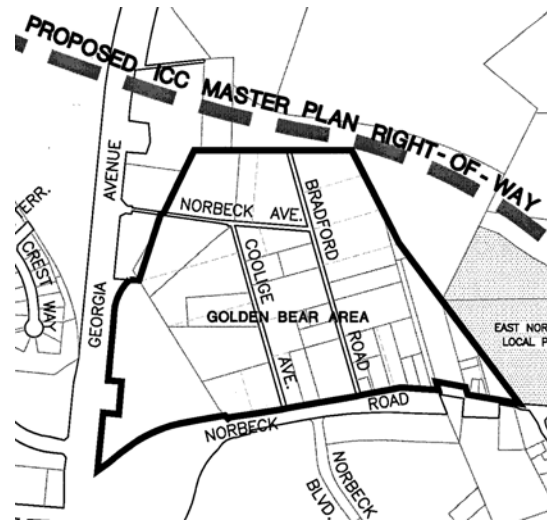 PROPOSED ICC MASTER PLAN RIGHT-OF-WAY
GEORGIA AVENUE
NORBECK AVE.
BRADFORD ROAD
COOLIGE AVE.
GOLDEN BEAR AREA
ERR.
CREST WAY
EAST NOR
LOCAL P
NORBECK ROAD
NORBECK BLVD.